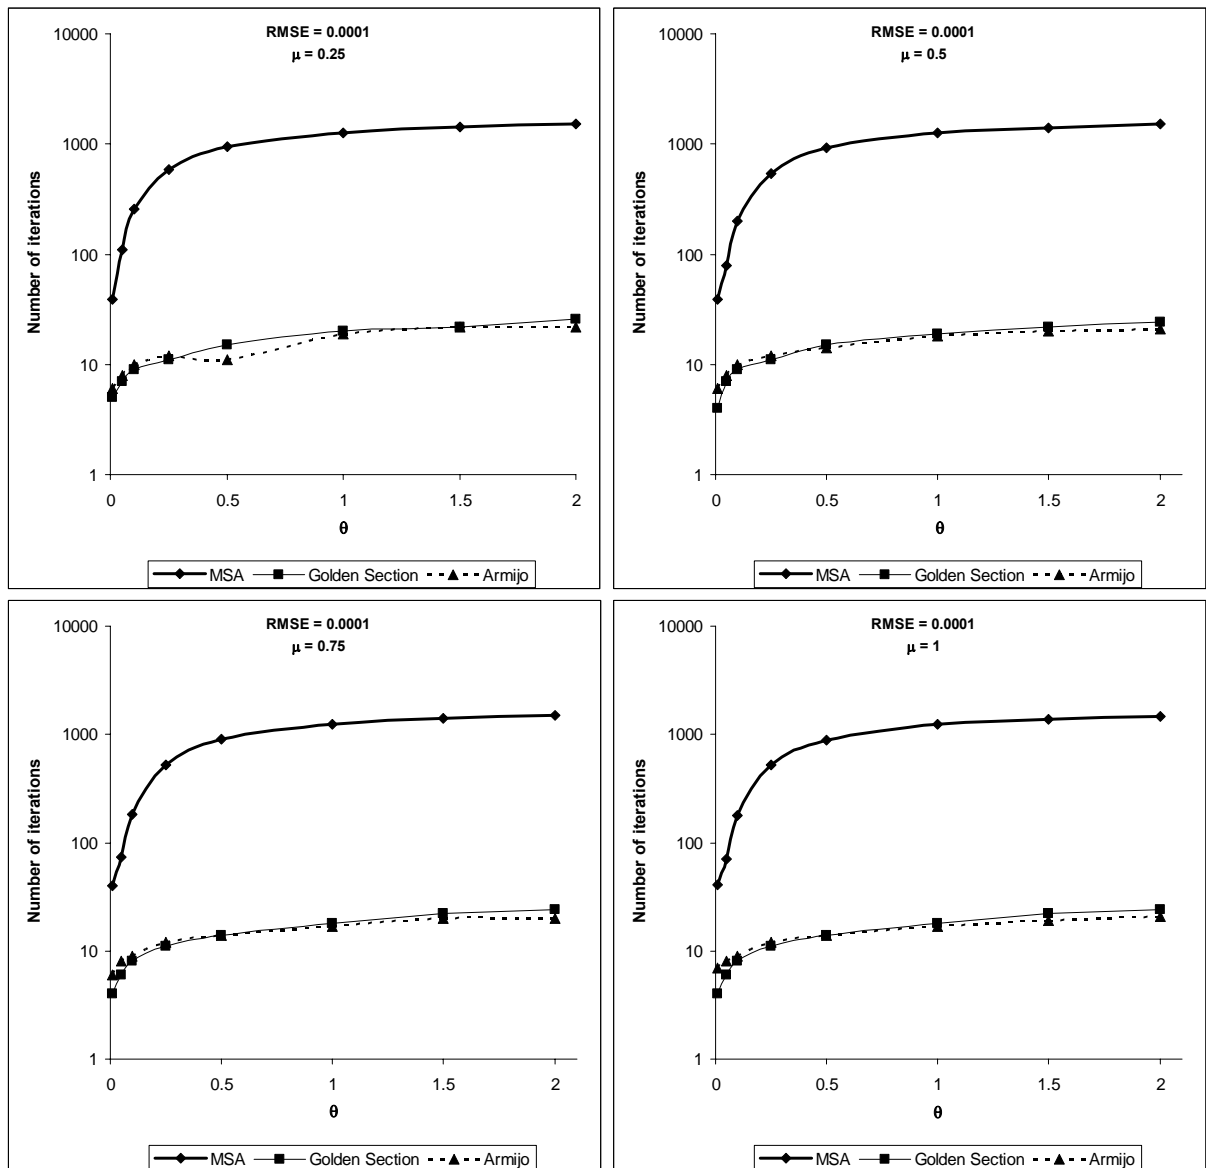 RMSE = 0.0001
μ = 0.25
10000
1000
100
10
1
Number of iterations
0 0.5 1 1.5 2
θ
MSA Golden Section Armijo
RMSE = 0.0001
μ = 0.5
10000
1000
100
10
1
Number of iterations
0 0.5 1 1.5 2
θ
MSA Golden Section Armijo
RMSE = 0.0001
μ = 0.75
10000
1000
100
10
1
Number of iterations
0 0.5 1 1.5 2
θ
MSA Golden Section Armijo
RMSE = 0.0001
μ = 1
10000
1000
100
10
1
Number of iterations
0 0.5 1 1.5 2
θ
MSA Golden Section Armijo